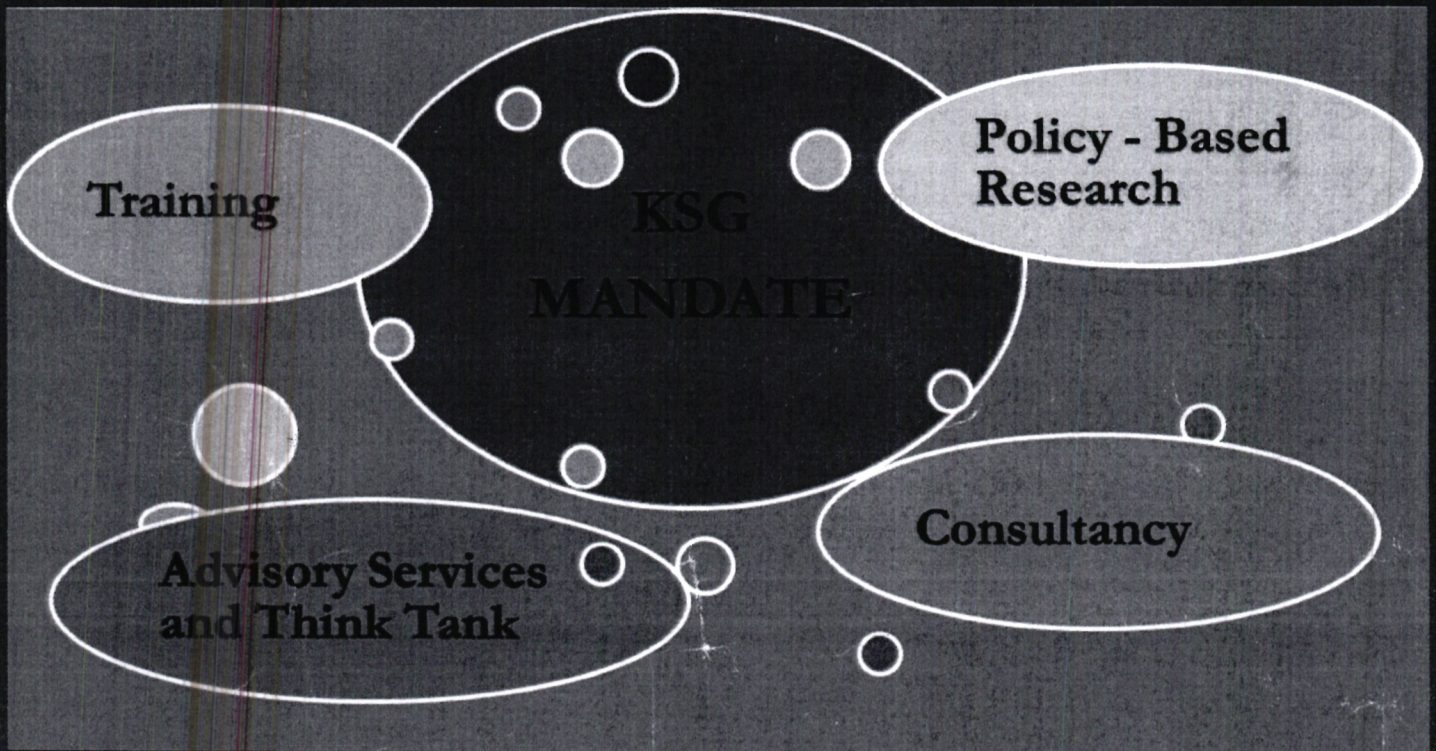 Training
KSG
MANDATE
Policy - Based
Research
Advisory Services
and Think Tank
Consultancy